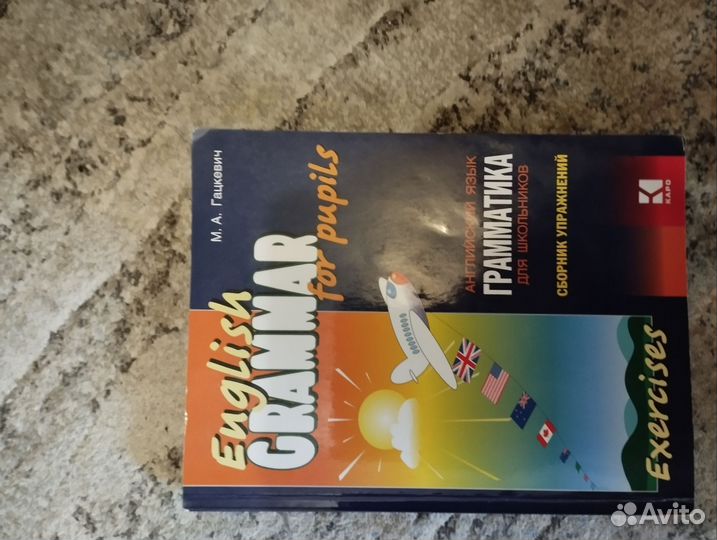 М. А. Гацкевич
English
GRAMMAR
for pupils
АНГЛИЙСКИЙ ЯЗЫК
ГРАММАТИКА
ДЛЯ ШКОЛЬНИКОВ
СБОРНИК УПРАЖНЕНИЙ
Exercises
КАРО
Avito